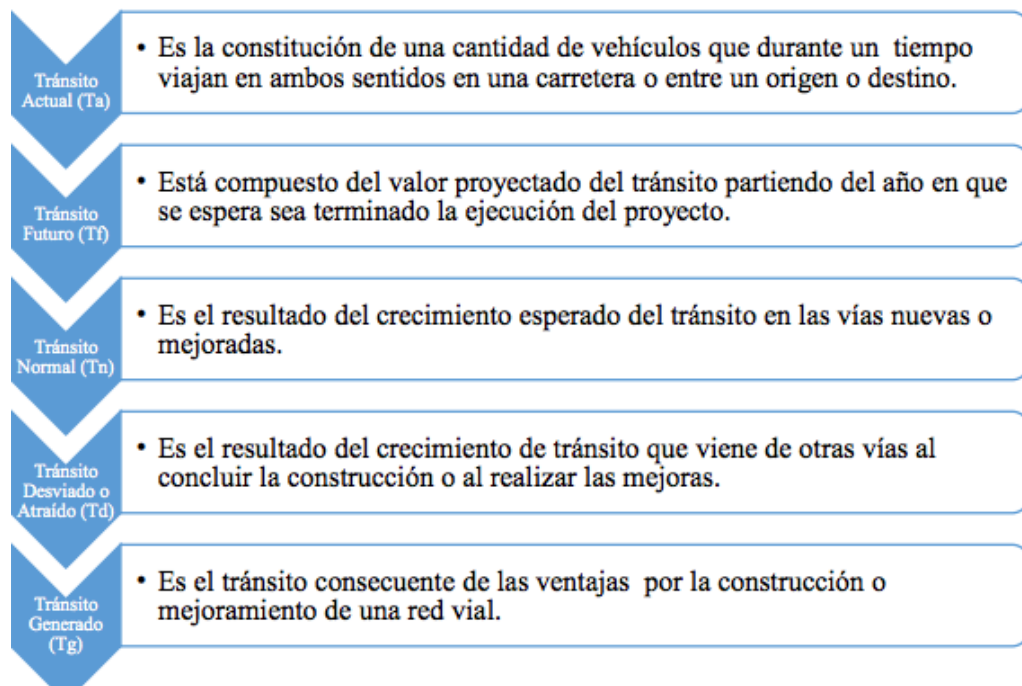 Tránsito
Actual (Ta)
• Es la constitución de una cantidad de vehículos que durante un tiempo
viajan en ambos sentidos en una carretera o entre un origen o destino.
Tránsito
Futuro (Tf)
• Está compuesto del valor proyectado del tránsito partiendo del año en que
se espera sea terminado la ejecución del proyecto.
Tránsito
Normal (Tn)
• Es el resultado del crecimiento esperado del tránsito en las vías nuevas o
mejoradas.
Tránsito
Desviado o
Atraído (Td)
• Es el resultado del crecimiento de tránsito que viene de otras vías al
concluir la construcción o al realizar las mejoras.
Tránsito
Generado
(Tg)
• Es el tránsito consecuente de las ventajas por la construcción o
mejoramiento de una red vial.